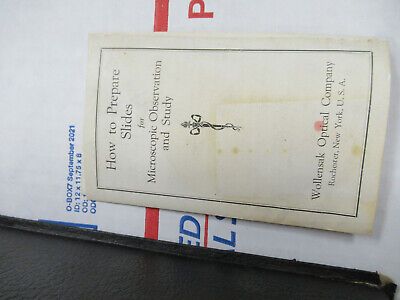 How to Prepare
Slides
for
Microscopic Observation
and Study
Wollensak Optical Company
Rochester, New York, U. S. A.
O-BOX7 September 2021
ID: 12 x 11.75 x 8